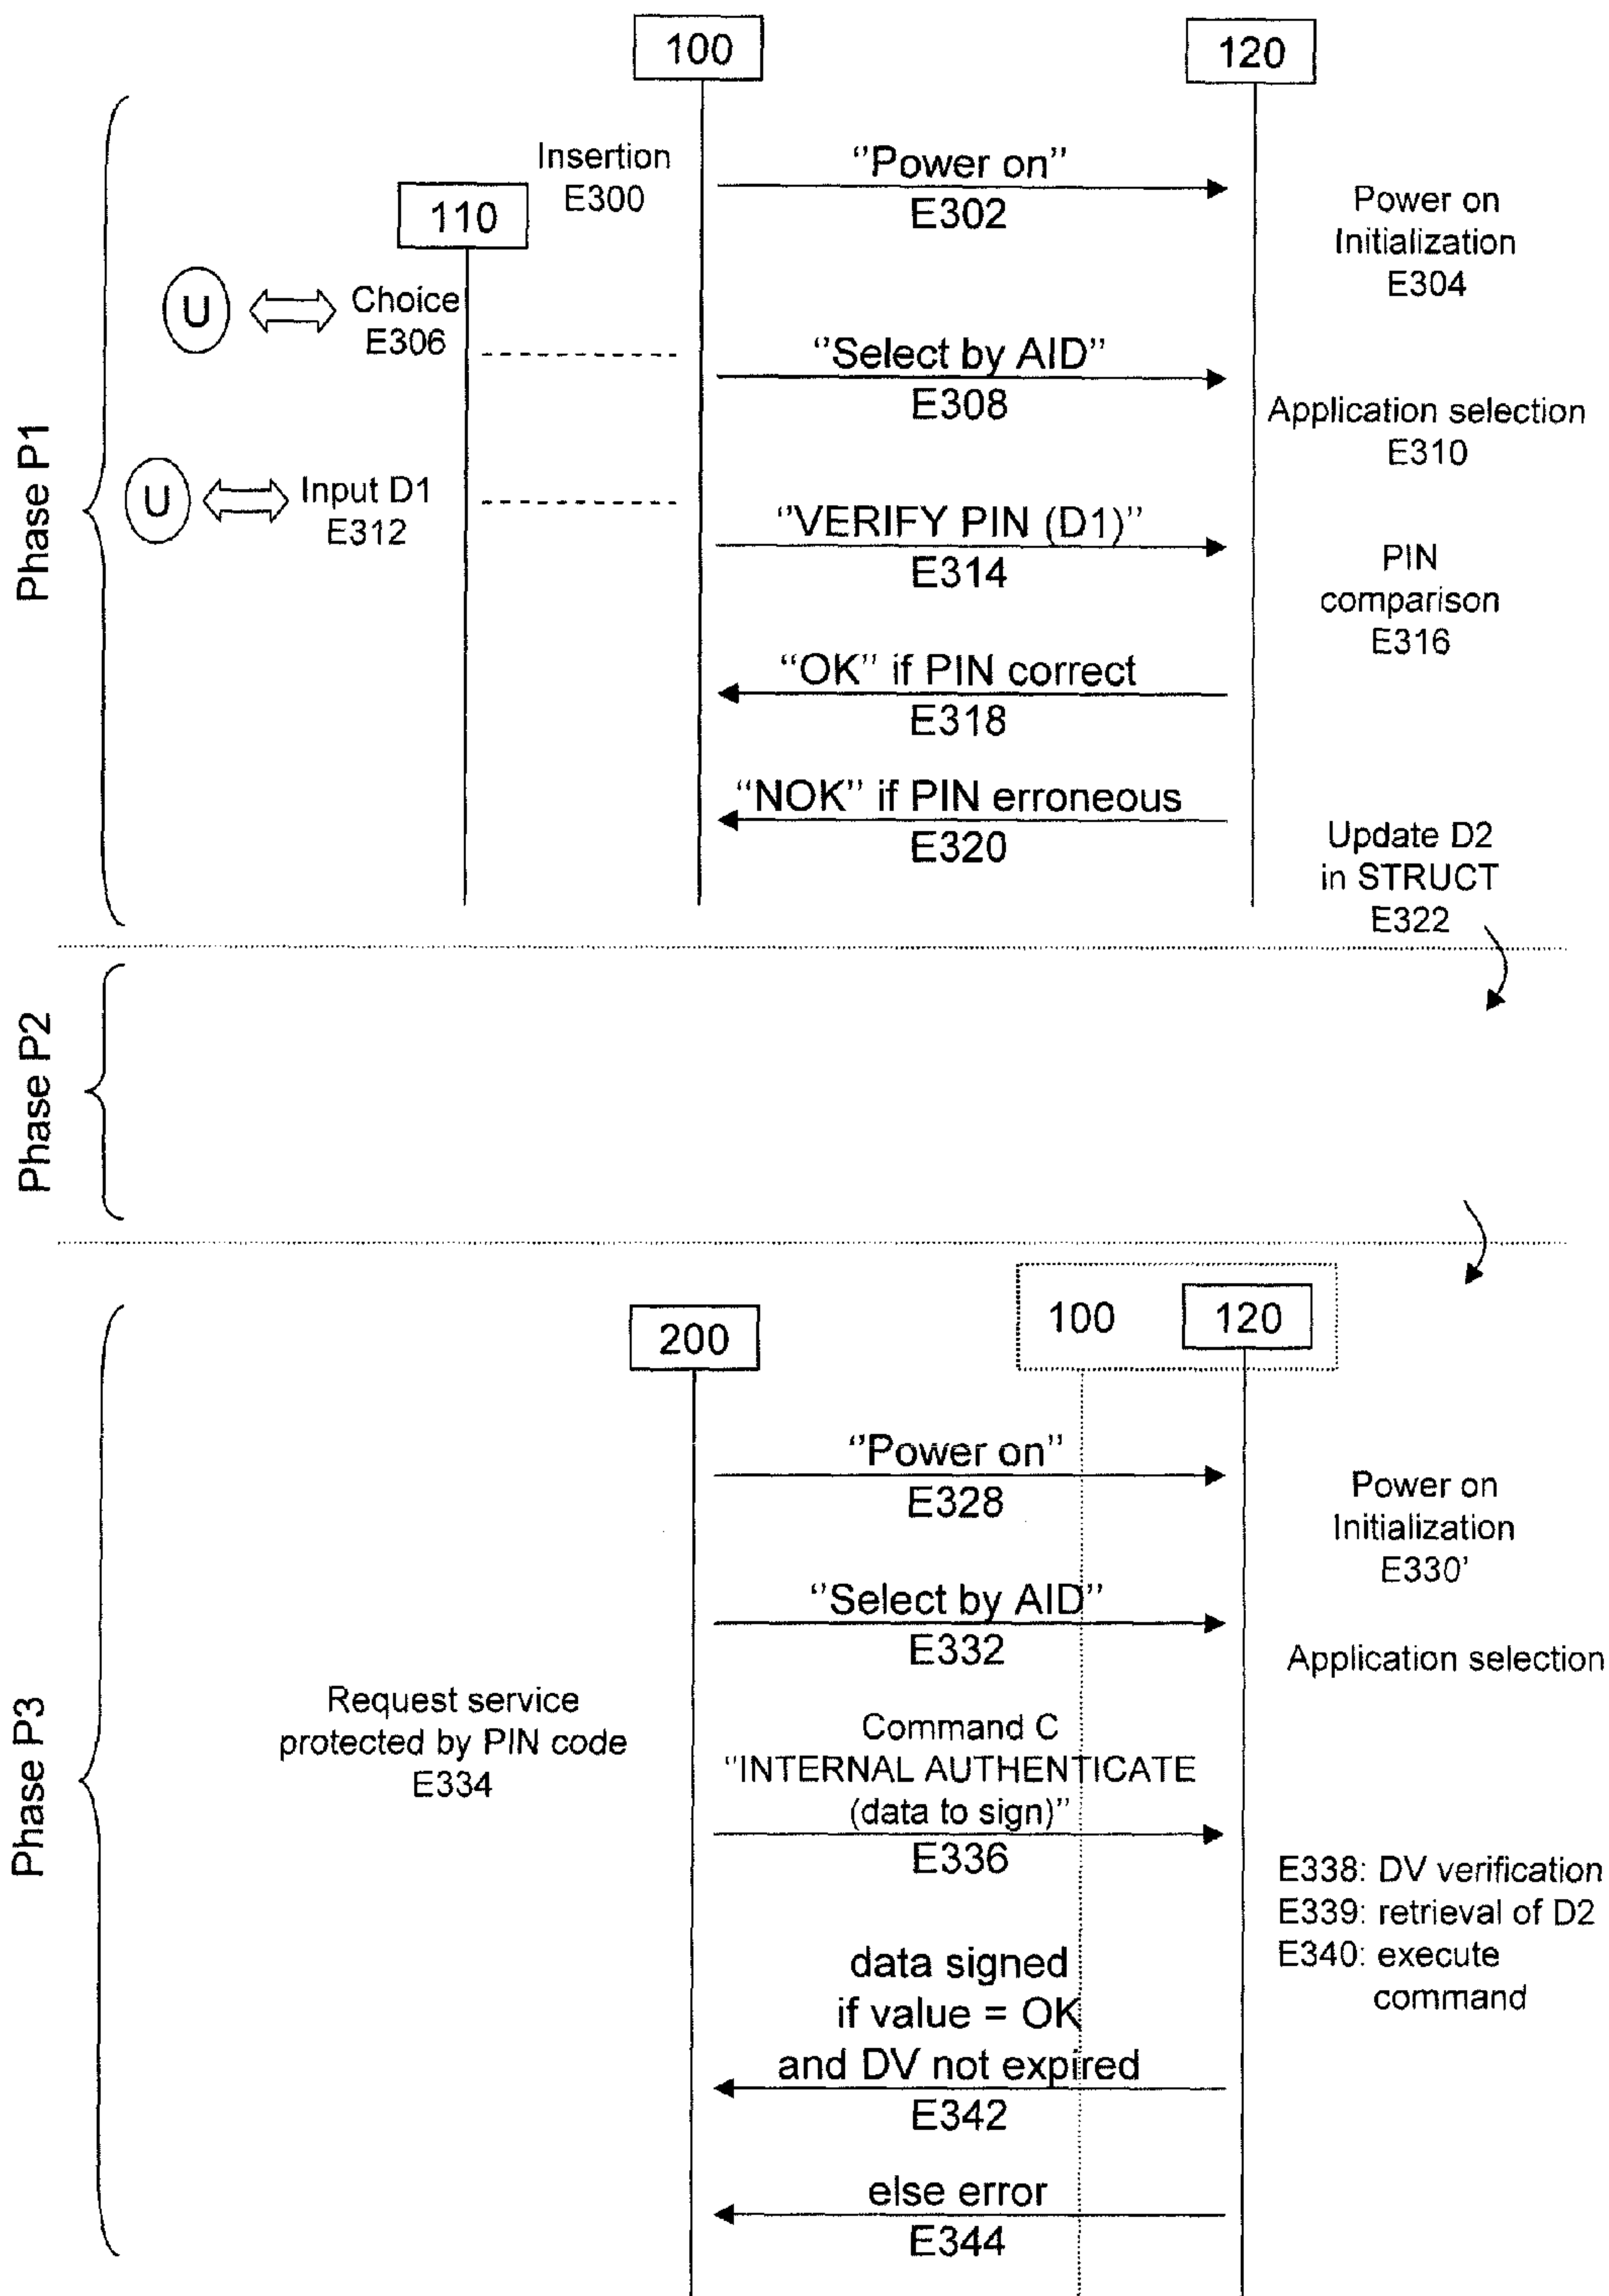 100
120
Insertion
E300
"Power on"
E302
110
Power on
Initialization
E304
U
Choice
E306
"Select by AID"
E308
Application selection
E310
Phase P1
U
Input D1
E312
"VERIFY PIN (D1)"
E314
PIN
comparison
E316
"OK" if PIN correct
E318
"NOK" if PIN erroneous
E320
Update D2
in STRUCT
E322
Phase P2
200
100
120
"Power on"
E328
Power on
Initialization
E330'
"Select by AID"
E332
Application selection
Phase P3
Request service
protected by PIN code
E334
Command C
"INTERNAL AUTHENTICATE
(data to sign)"
E336
E338: DV verification
E339: retrieval of D2
E340: execute
command
data signed
if value = OK
and DV not expired
E342
else error
E344